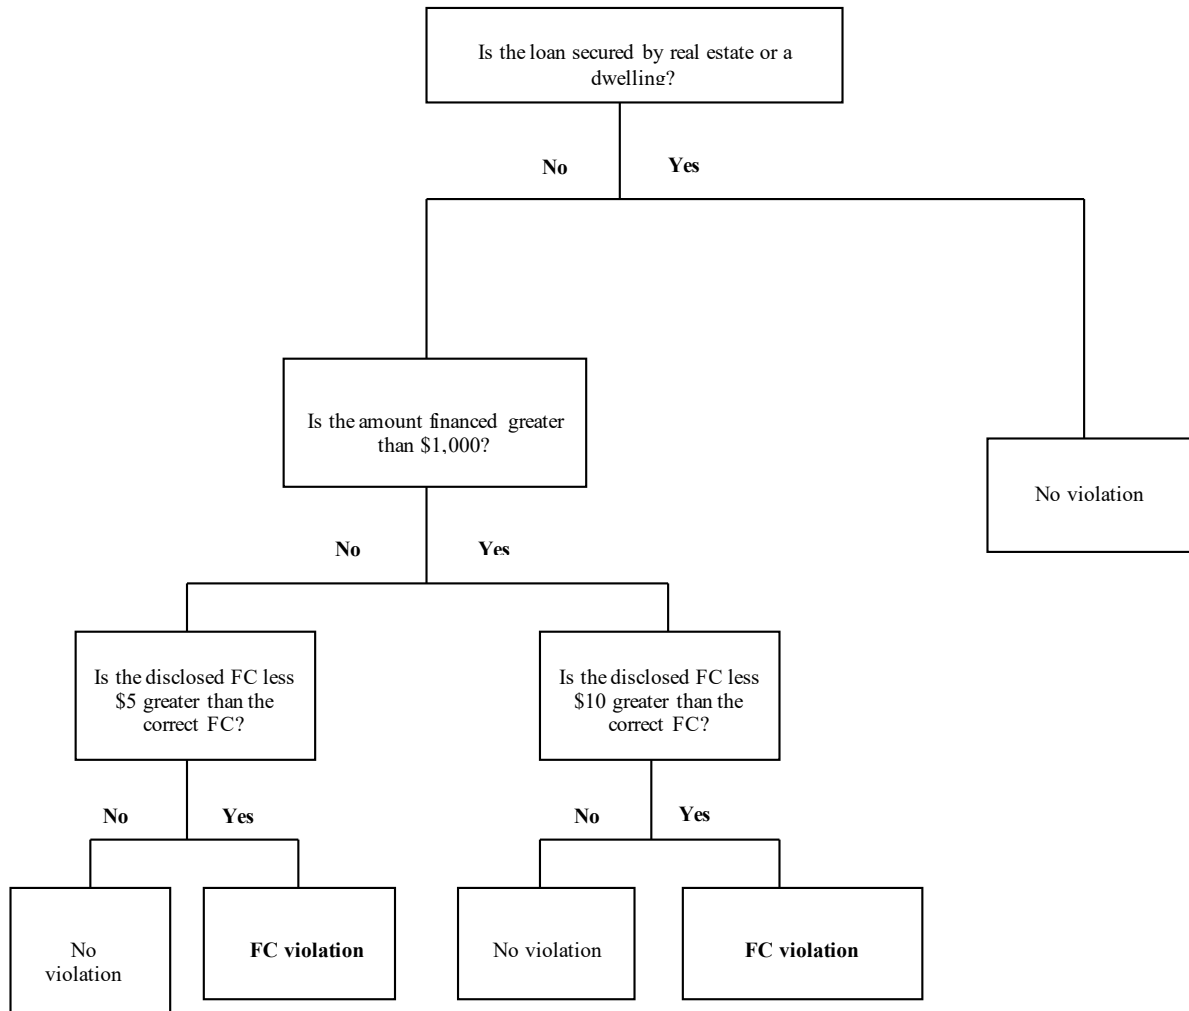 Is the loan secured by real estate or a
dwelling?
No
Yes
Is the amount financed greater
than $1,000?
No violation
No
Yes
Is the disclosed FC less
$5 greater than the
correct FC?
Is the disclosed FC less
$10 greater than the
correct FC?
No
Yes
No
Yes
No
violation
FC violation
No violation
FC violation